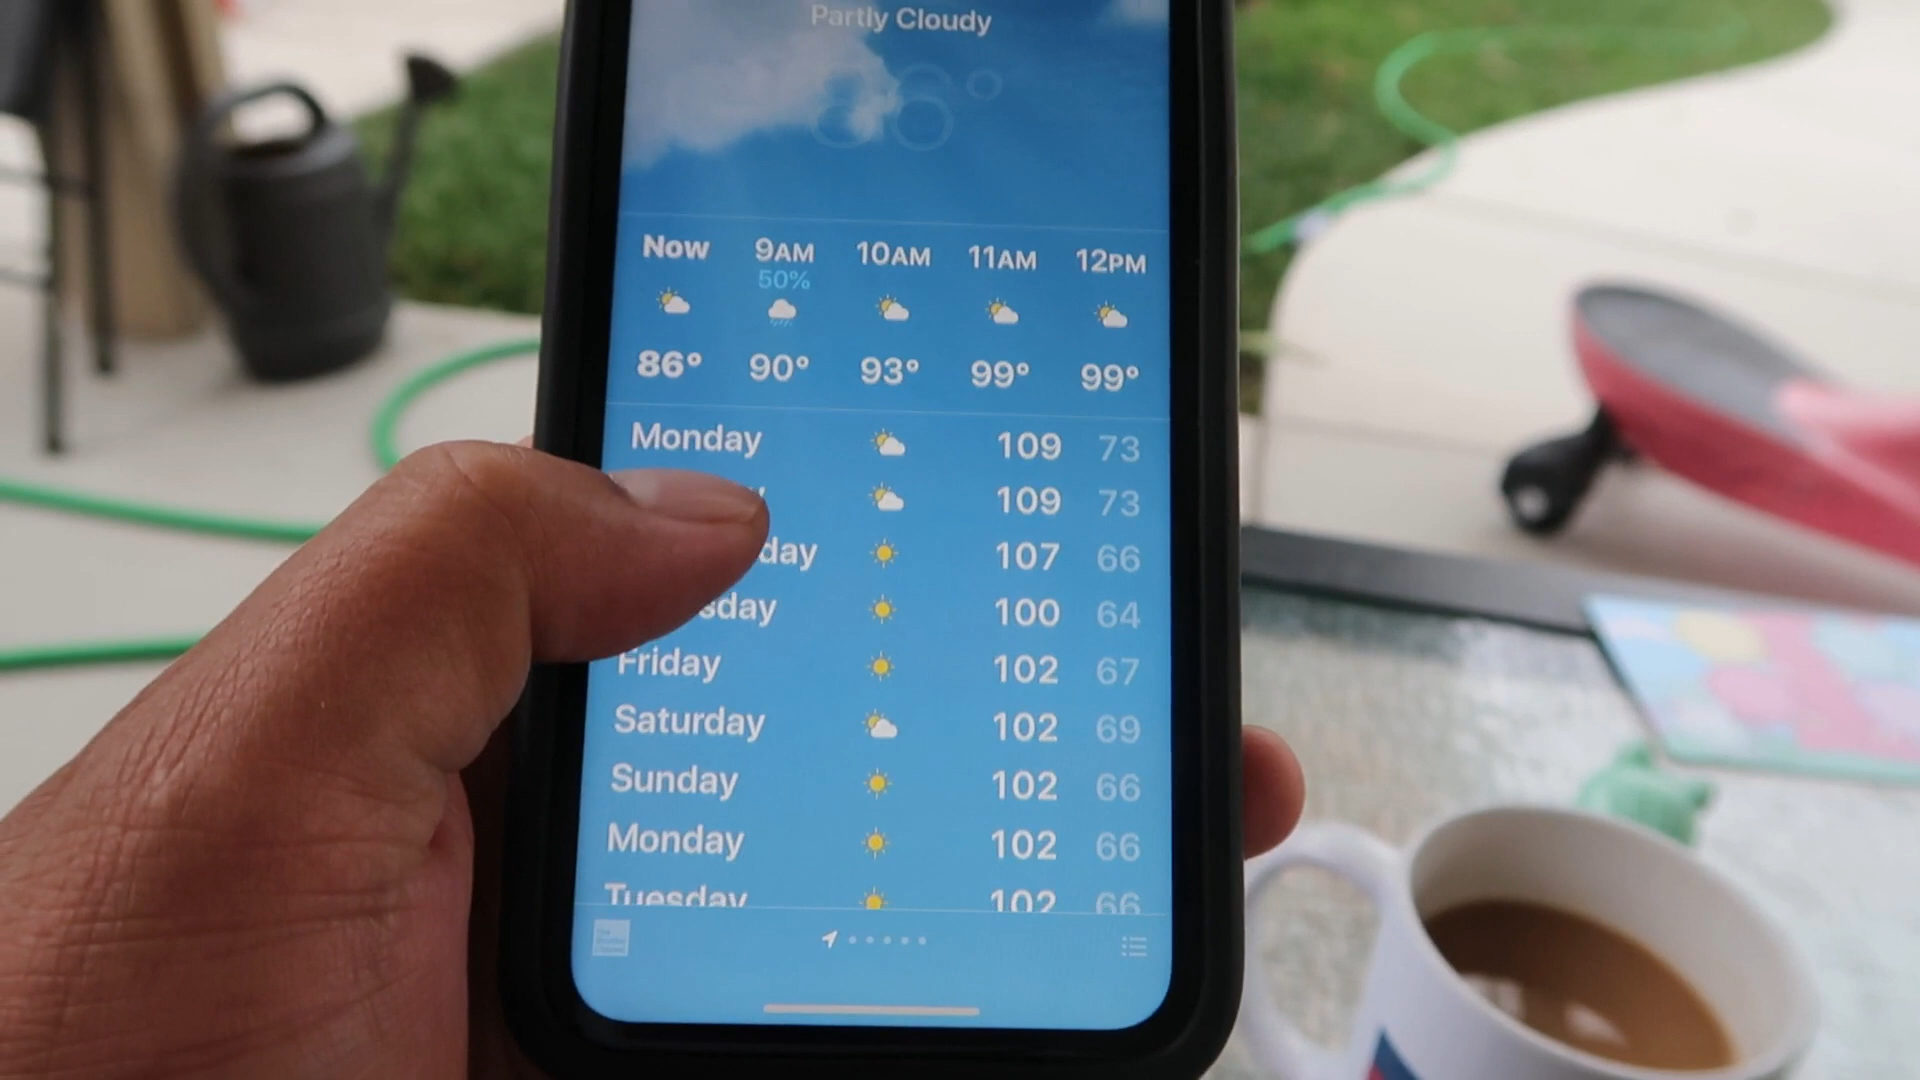 Partly Cloudy
86°
Now 9AM 10AM 11AM 12PM
50%
86° 90° 93° 99° 99°
Monday 109 73
109 73
day 107 66
sday 100 64
Friday 102 67
Saturday 102 69
Sunday 102 66
Monday 102 66
Tuesday 102 66